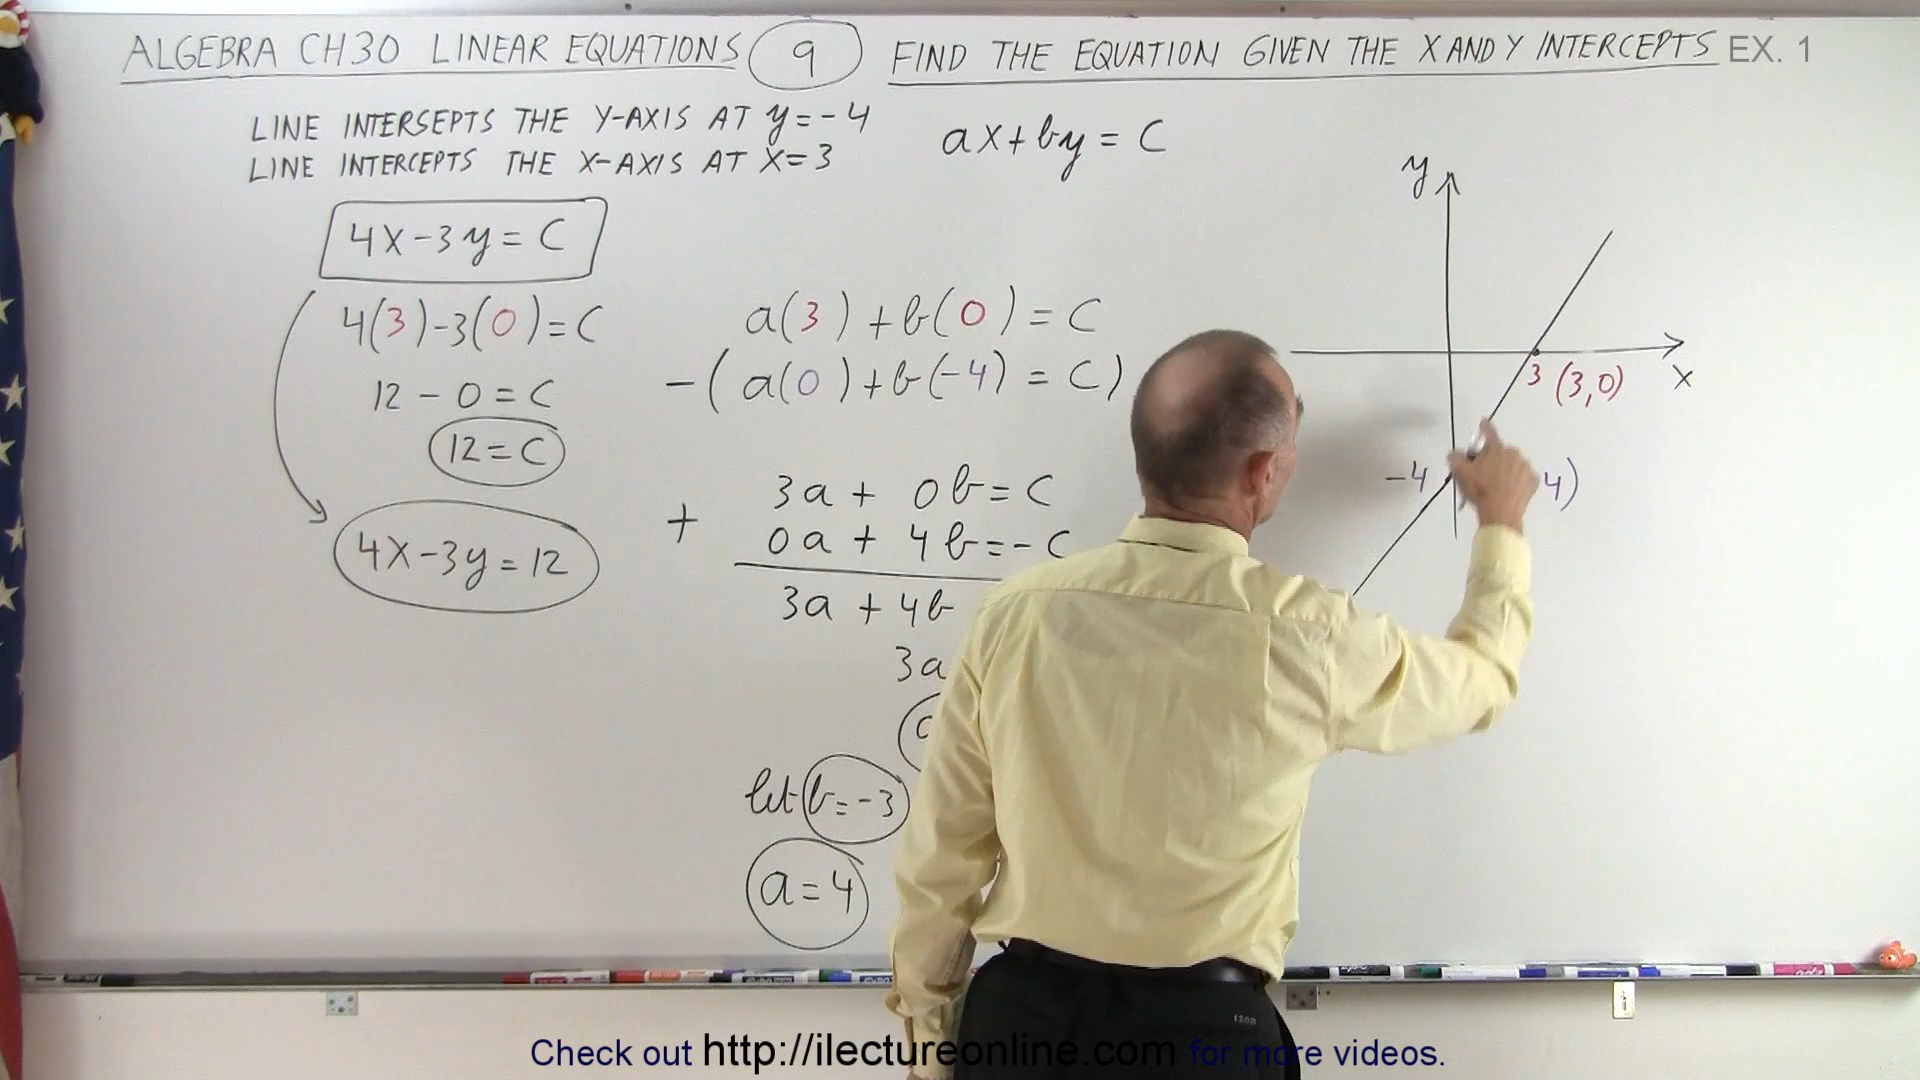 ALGEBRA CH30 LINEAR EQUATIONS 9 FIND THE EQUATION GIVEN THE X AND Y INTERCEPTS EX. 1
LINE INTERSEPTS THE Y-AXIS AT y=-4
LINE INTERCEPTS THE X-AXIS AT X=3
ax+by=C
4X-3y=C
4(3)-3(0)=C
12-0=C
12=C
4X-3y=12
a(3)+b(0)=C
-(a(0)+b(-4)=C)
3a+0b=C
+ 0a+4b=-C
3a+4b
3a
let b=-3
a=4
y
x
3 (3,0)
-4
4)
Check out http://ilectureonline.com for more videos.